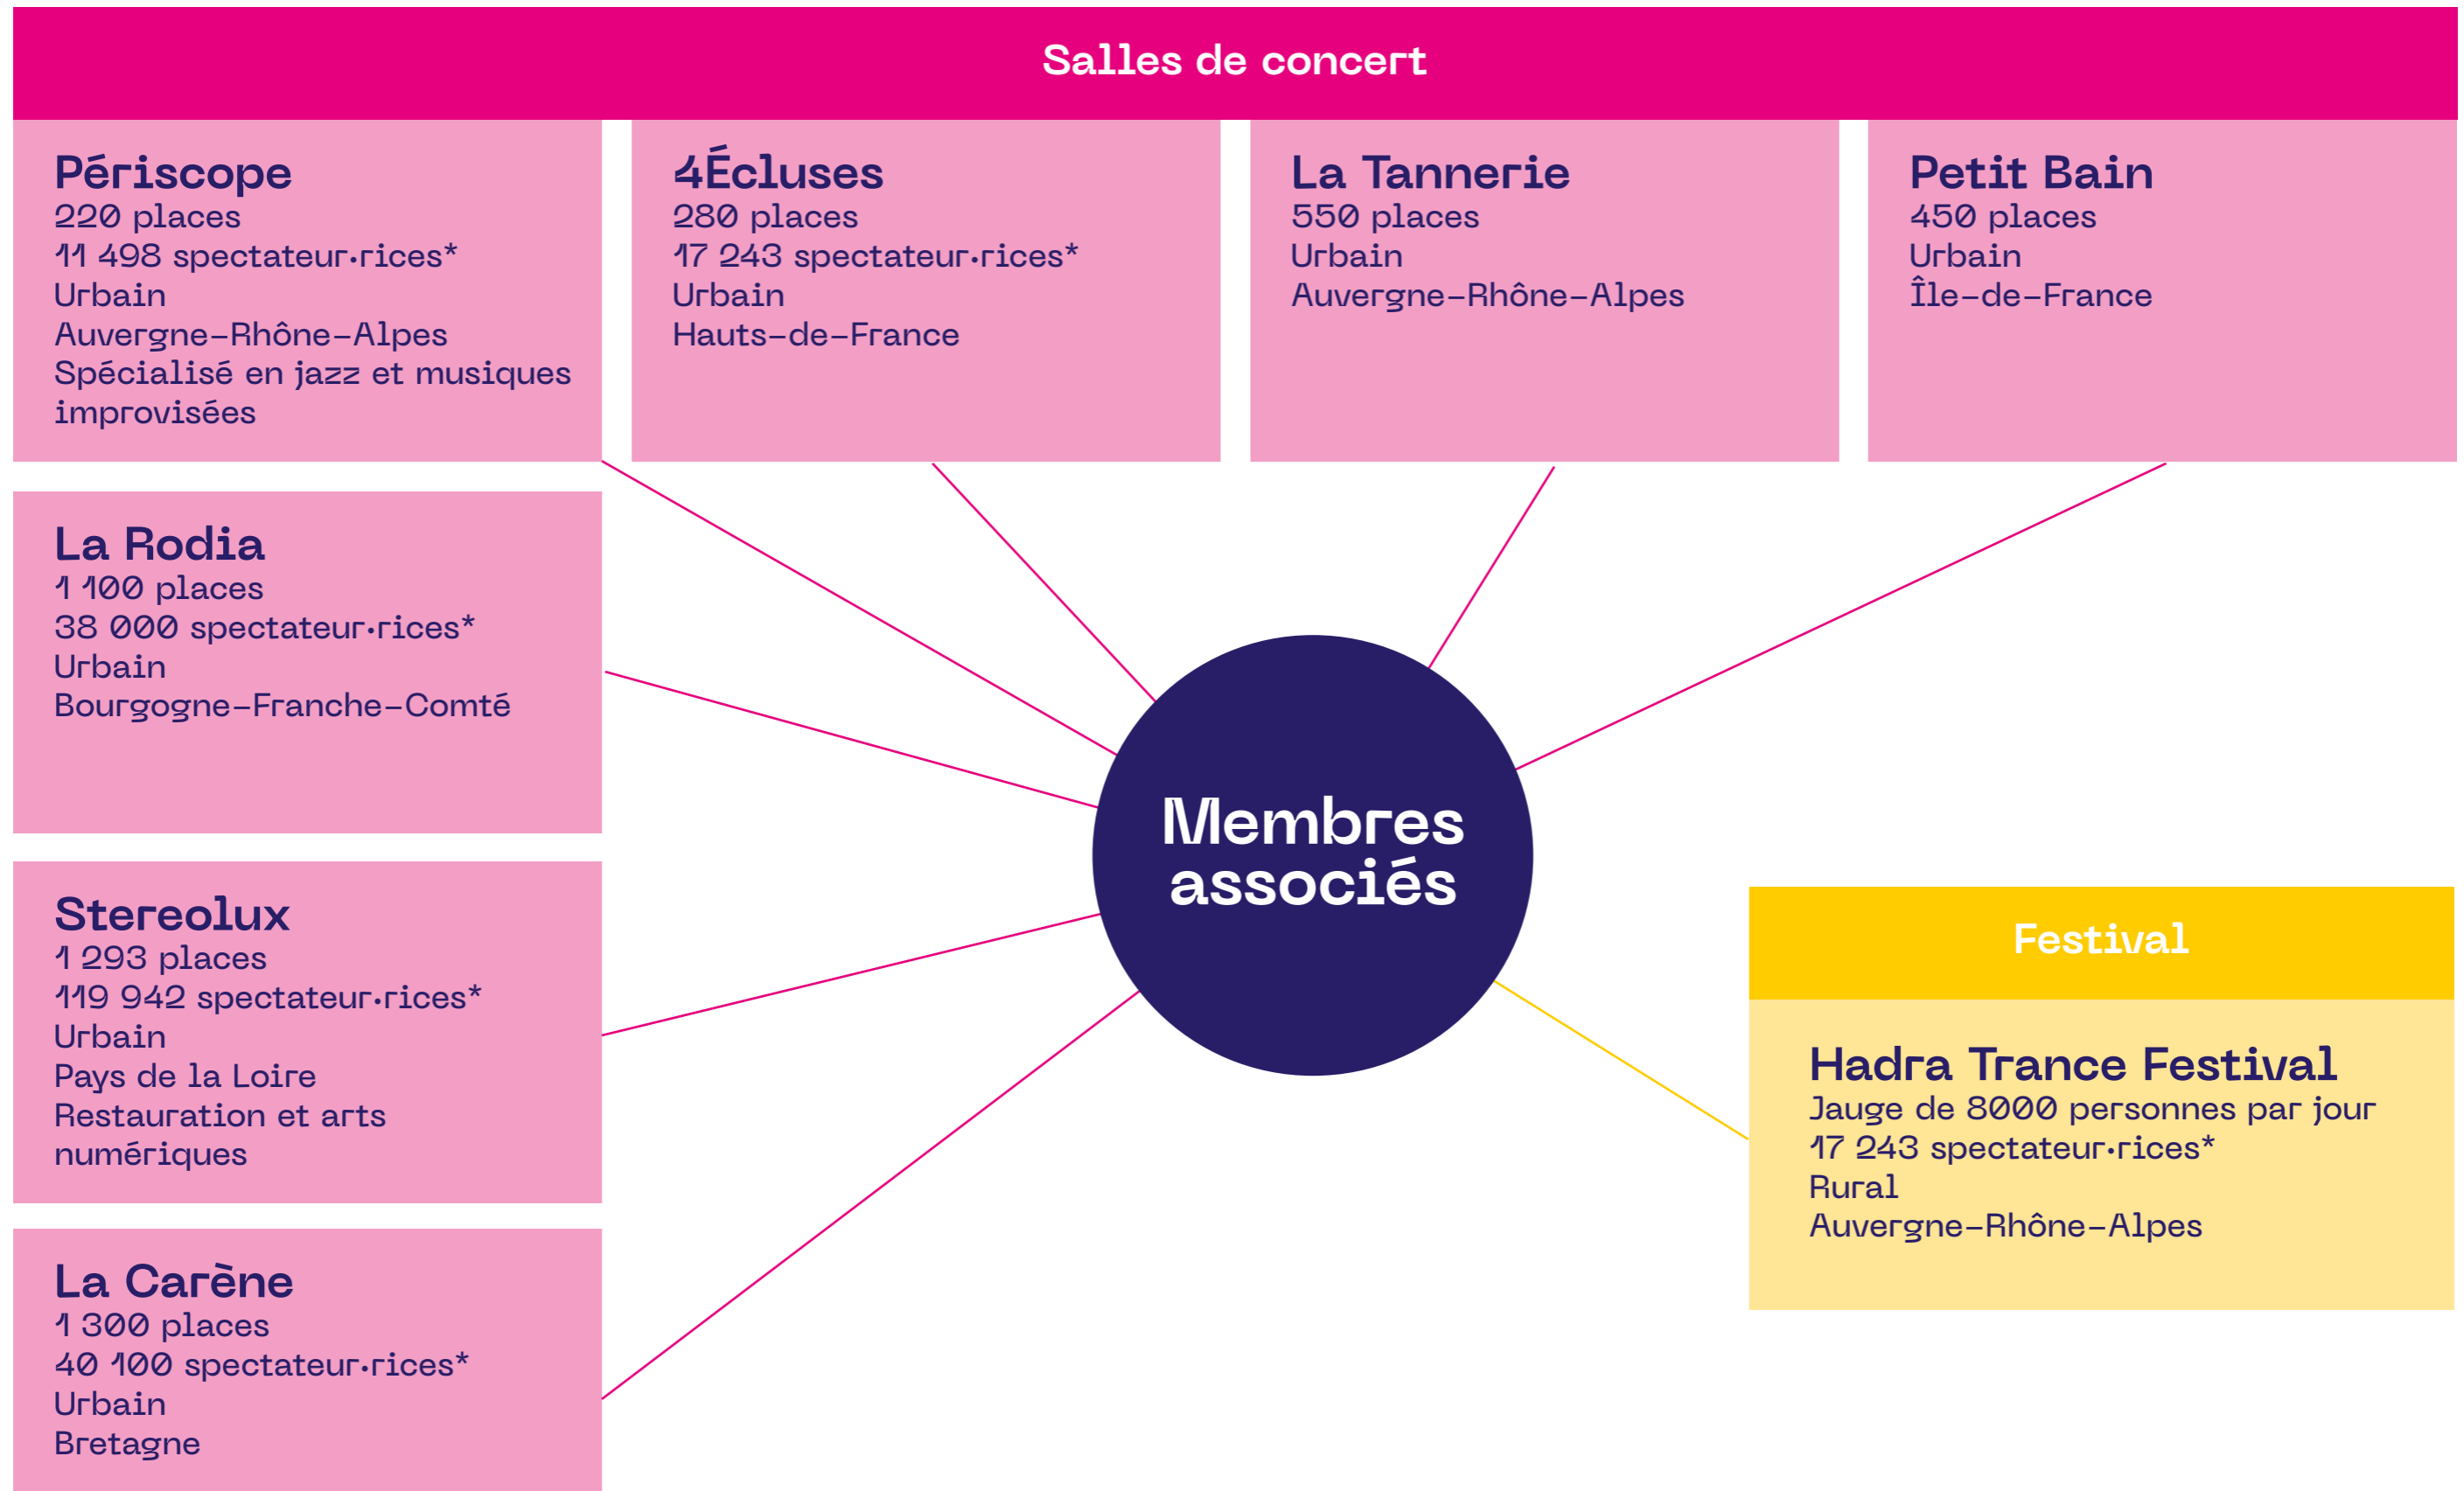 Salles de concert
Périscope
220 places
11 498 spectateur·rices*
Urbain
Auvergne-Rhône-Alpes
Spécialisé en jazz et musiques
improvisées
4Écluses
280 places
17 243 spectateur·rices*
Urbain
Hauts-de-France
La Tannerie
550 places
Urbain
Auvergne-Rhône-Alpes
Petit Bain
450 places
Urbain
Île-de-France
La Rodia
1 100 places
38 000 spectateur·rices*
Urbain
Bourgogne-Franche-Comté
Stereolux
1 293 places
119 942 spectateur·rices*
Urbain
Pays de la Loire
Restauration et arts
numériques
La Carène
1 300 places
40 100 spectateur·rices*
Urbain
Bretagne
Membres
associés
Festival
Hadra Trance Festival
Jauge de 8000 personnes par jour
17 243 spectateur·rices*
Rural
Auvergne-Rhône-Alpes